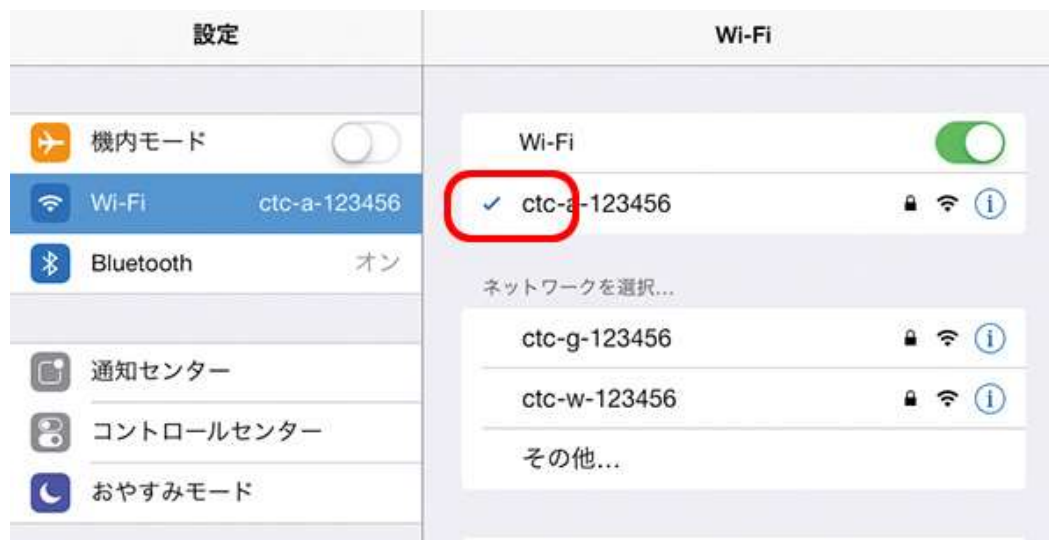 設定
機内モード
Wi-Fi ctc-a-123456
Bluetooth オン
通知センター
コントロールセンター
おやすみモード
Wi-Fi
Wi-Fi
ctc-a-123456
ネットワークを選択...
ctc-g-123456
ctc-w-123456
その他...